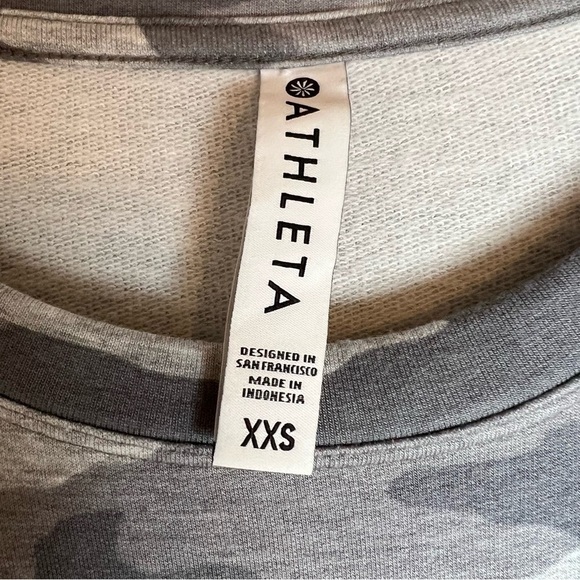 ATHLETA
DESIGNED IN
SAN FRANCISCO
MADE IN
INDONESIA
XXS